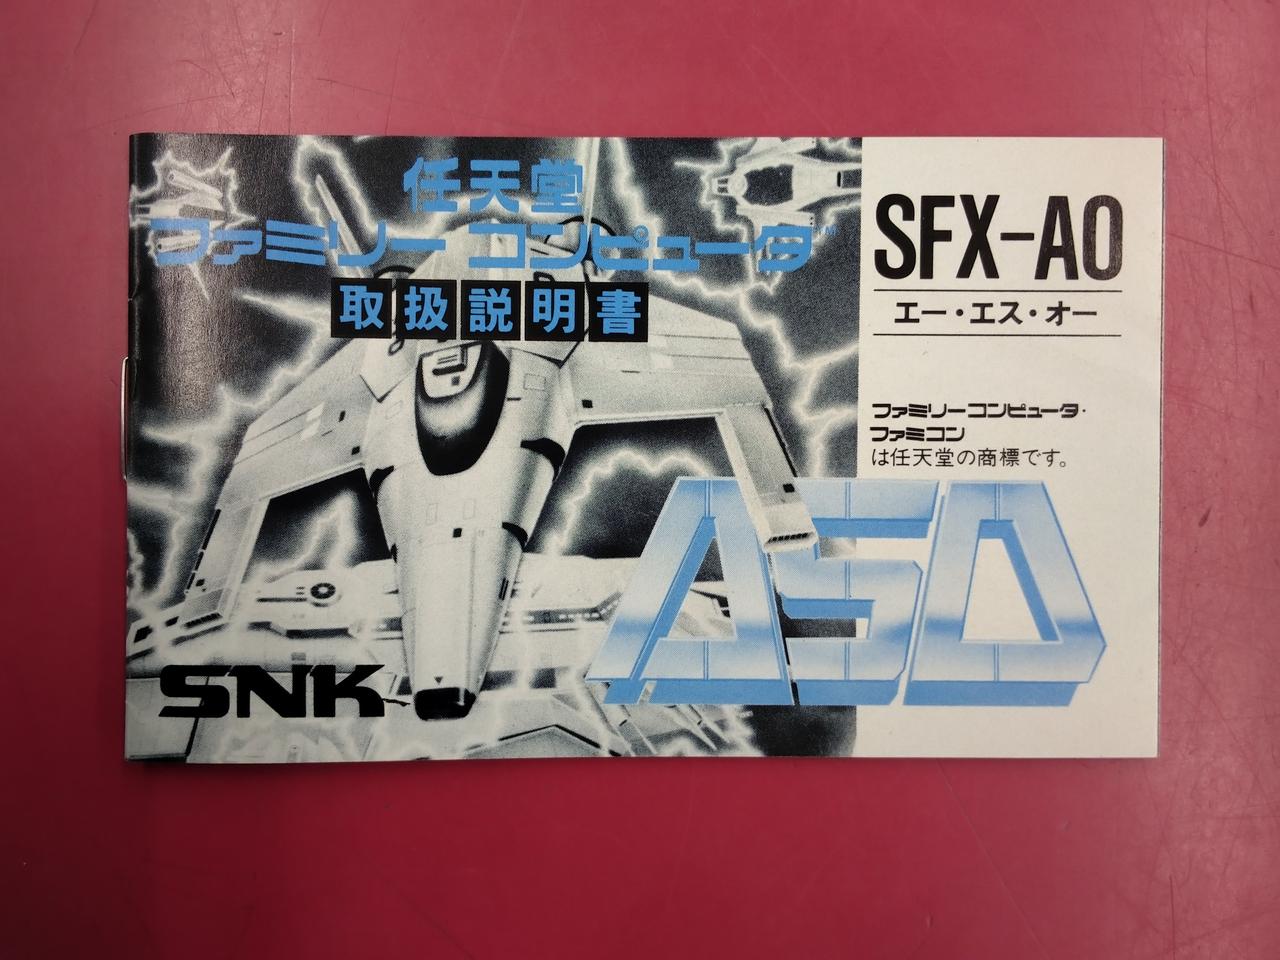 任天堂
ファミリー コンピュータ™
取扱説明書
SFX-AO
エー・エス・オー
ファミリーコンピュータ・
ファミコン
は任天堂の商標です。
ASO
SNK